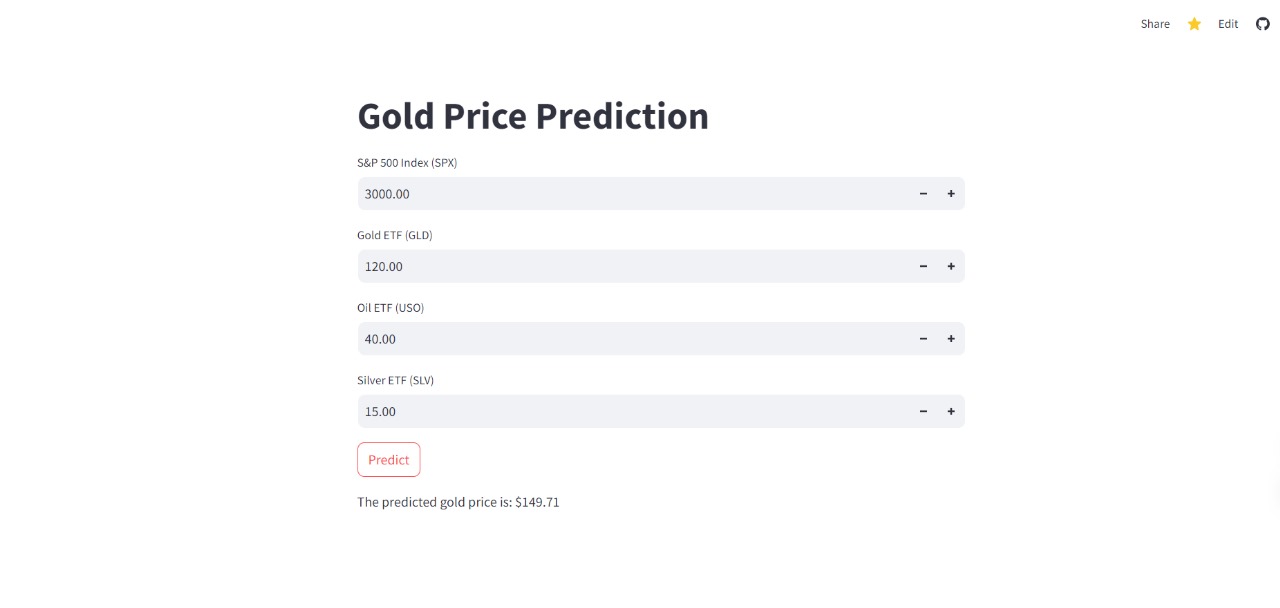 Share Edit
Gold Price Prediction
S&P 500 Index (SPX)
3000.00
Gold ETF (GLD)
120.00
Oil ETF (USO)
40.00
Silver ETF (SLV)
15.00
Predict
The predicted gold price is: $149.71